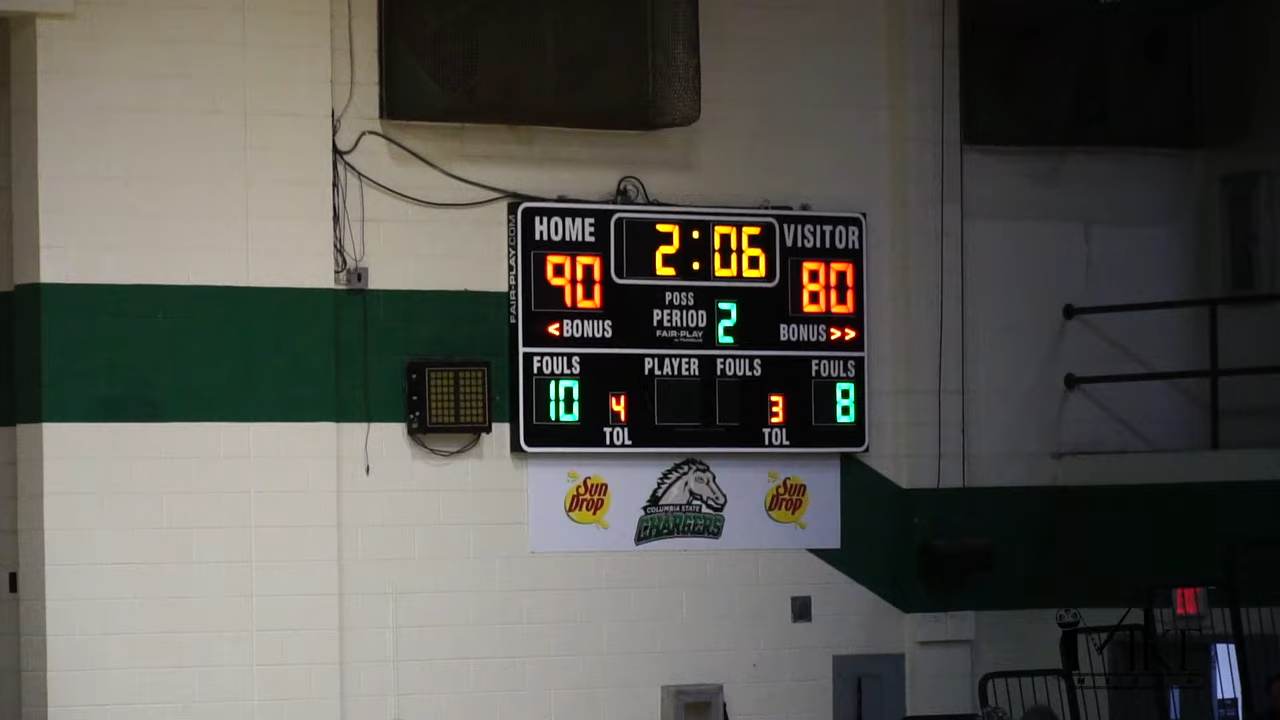 FAIR-PLAY.COM
HOME 2:06 VISITOR
90 80
POSS
PERIOD 2
FAIR-PLAY
<BONUS BONUS>>
FOULS PLAYER FOULS FOULS
10 4 3 8
TOL TOL
Sun Drop
COLUMBIA STATE
CHARGERS
Sun Drop